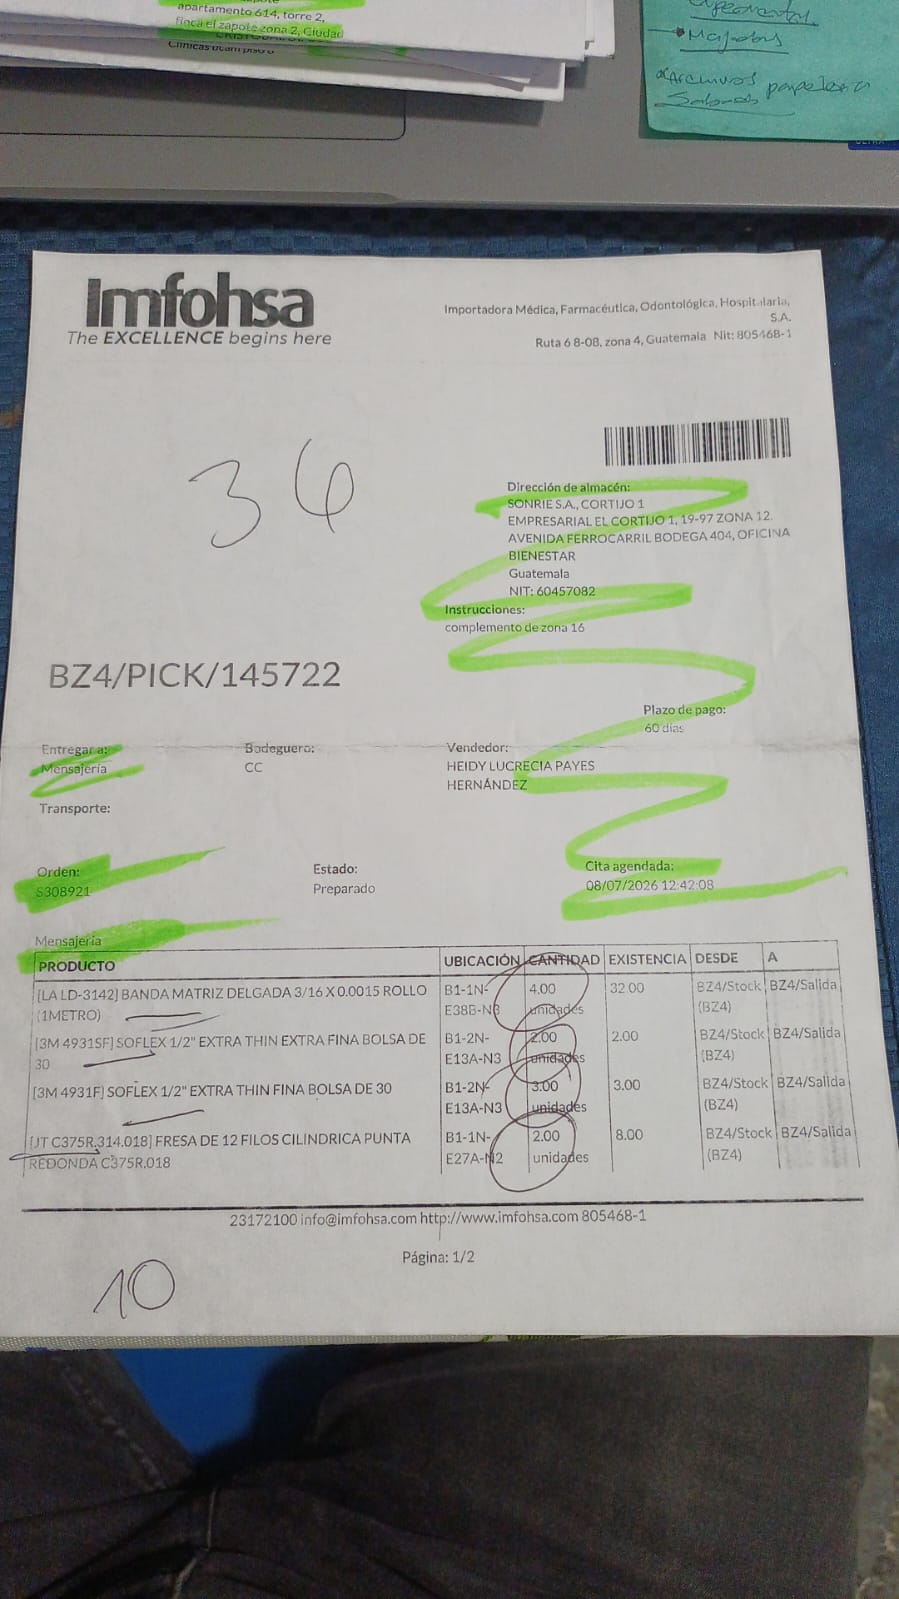 apartamento 614, torre 2,
finca el zapote zona 2, Ciudad
Archivos papeleria
Imfohsa
The EXCELLENCE begins here
Importadora Médica, Farmacéutica, Odontológica, Hospitalaria,
S.A.
Ruta 6 8-08, zona 4, Guatemala Nit: 805468-1
36
Dirección de almacén:
SONRIE S.A., CORTIJO 1
EMPRESARIAL EL CORTIJO 1, 19-97 ZONA 12.
AVENIDA FERROCARRIL BODEGA 404, OFICINA
BIENESTAR
Guatemala
NIT: 60457082
Instrucciones:
complemento de zona 16
BZ4/PICK/145722
Plazo de pago:
60 días
Entregar a:
Mensajería
Bodeguero:
CC
Vendedor:
HEIDY LUCRECIA PAYES
HERNÁNDEZ
Transporte:
Orden:
S308921
Estado:
Preparado
Cita agendada:
08/07/2026 12:42:08
Mensajería
PRODUCTO UBICACIÓN CANTIDAD EXISTENCIA DESDE A
[LA LD-3142] BANDA MATRIZ DELGADA 3/16 X 0.0015 ROLLO B1-1N- 4.00 32.00 BZ4/Stock BZ4/Salida
(1METRO) E38B-N3 unidades (BZ4)
[3M 4931SF] SOFLEX 1/2" EXTRA THIN EXTRA FINA BOLSA DE B1-2N- 2.00 2.00 BZ4/Stock BZ4/Salida
30 E13A-N3 unidades (BZ4)
[3M 4931F] SOFLEX 1/2" EXTRA THIN FINA BOLSA DE 30 B1-2N- 3.00 3.00 BZ4/Stock BZ4/Salida
E13A-N3 unidades (BZ4)
[JT C375R.314.018] FRESA DE 12 FILOS CILINDRICA PUNTA B1-1N- 2.00 8.00 BZ4/Stock BZ4/Salida
REDONDA C375R.018 E27A-N2 unidades (BZ4)
23172100 info@imfohsa.com http://www.imfohsa.com 805468-1
Página: 1/2
10